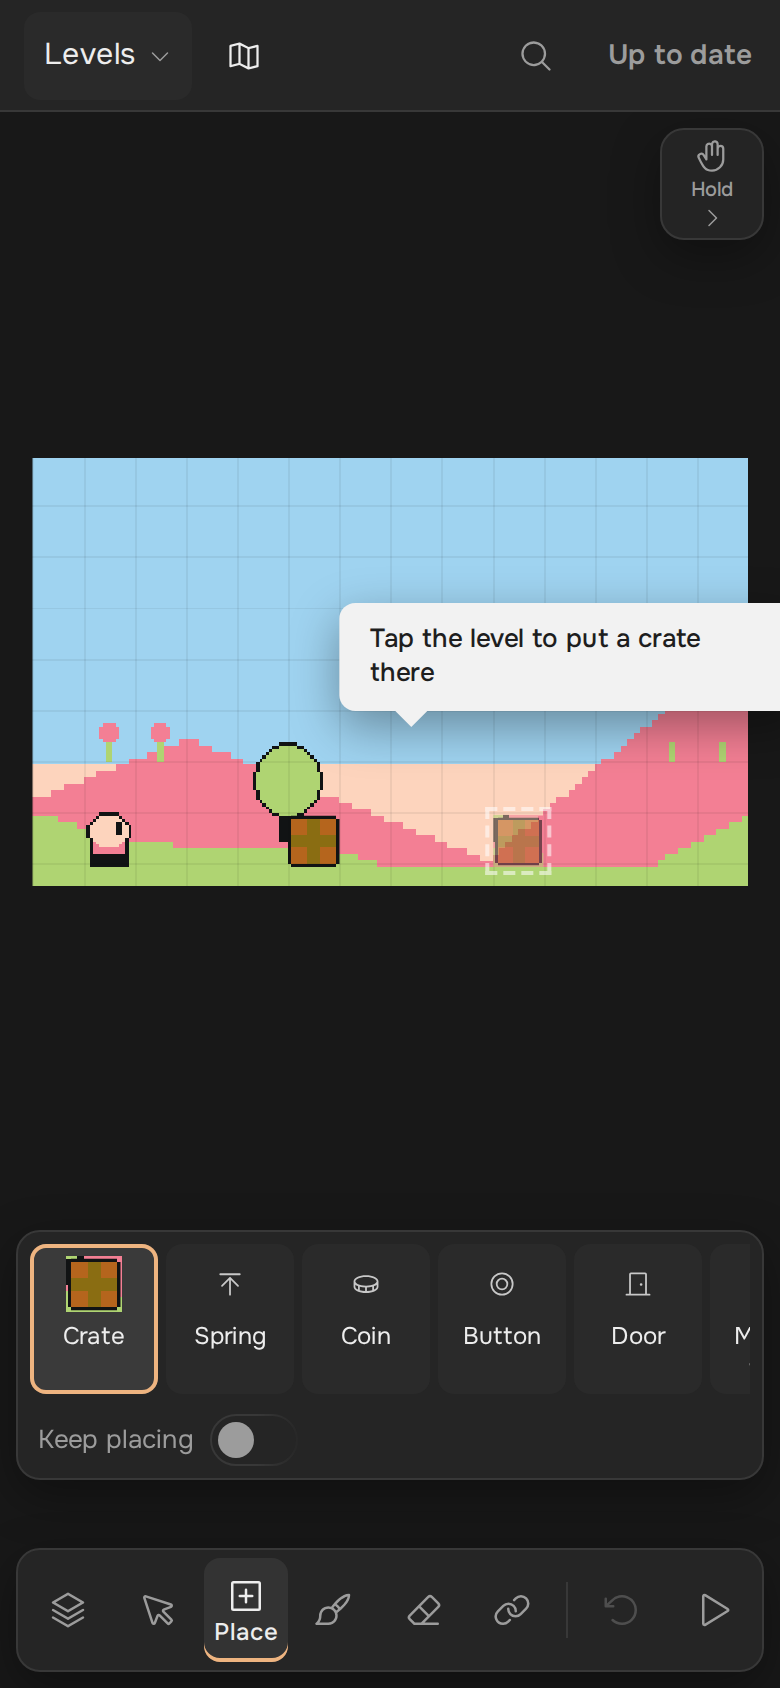 Levels
Up to date
Hold
Tap the level to put a crate
there
Crate
Spring
Coin
Button
Door
Keep placing
Place